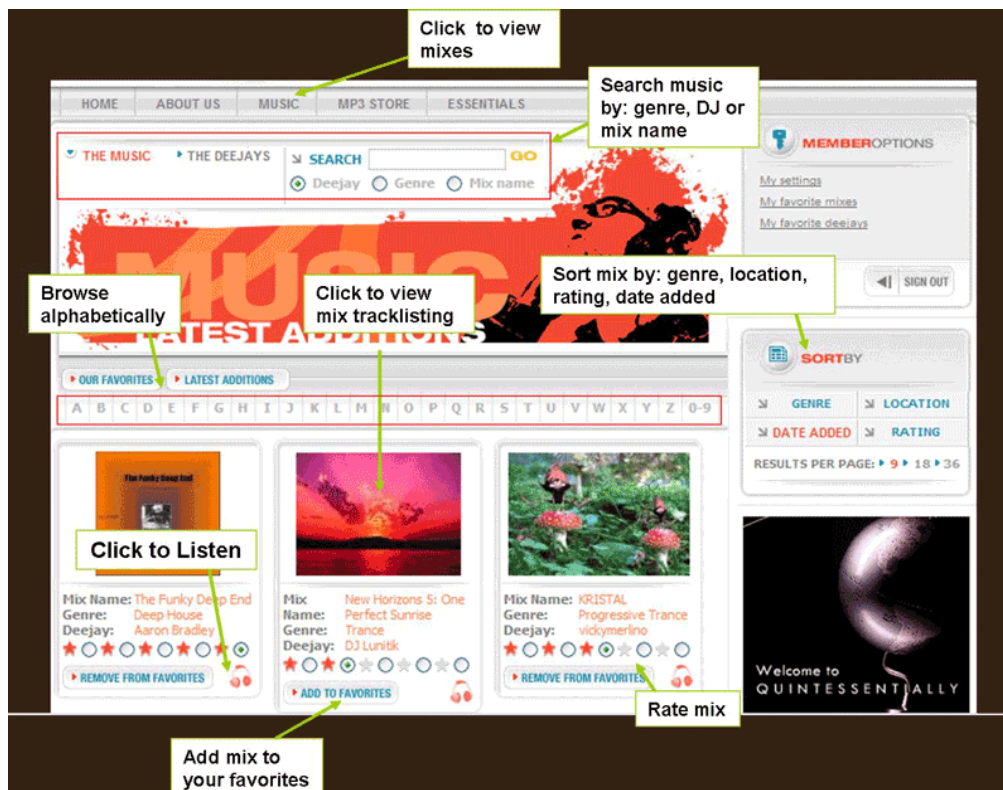 Click to view
mixes
HOME ABOUT US MUSIC MP3 STORE ESSENTIALS
Search music
by: genre, DJ or
mix name
THE MUSIC THE DEEJAYS SEARCH GO
Deejay Genre Mix name
MEMBEROPTIONS
My settings
My favorite mixes
My favorite deejays
SIGN OUT
MUSIC
LATEST ADDITIONS
Browse
alphabetically
Click to view
mix tracklisting
Sort mix by: genre, location,
rating, date added
SORTBY
GENRE LOCATION
DATE ADDED RATING
RESULTS PER PAGE: 9 18 36
OUR FAVORITES LATEST ADDITIONS
A B C D E F G H I J K L M N O P Q R S T U V W X Y Z 0-9
The Funky Deep End
Click to Listen
Mix Name: The Funky Deep End
Genre: Deep House
Deejay: Aaron Bradley
REMOVE FROM FAVORITES
Mix New Horizons 5: One
Name: Perfect Sunrise
Genre: Trance
Deejay: DJ Lunitik
ADD TO FAVORITES
Mix Name: KRISTAL
Genre: Progressive Trance
Deejay: vickymerlino
REMOVE FROM FAVORITES
Rate mix
Add mix to
your favorites
Welcome to
QUINTESSENTIALLY